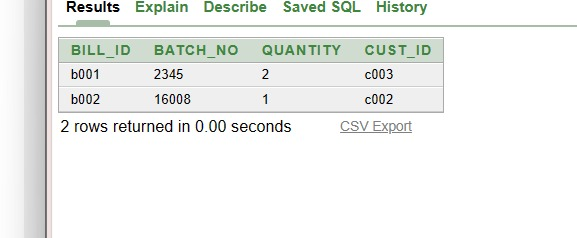 Results Explain Describe Saved SQL History
BILL_ID BATCH_NO QUANTITY CUST_ID
b001 2345 2 c003
b002 16008 1 c002
2 rows returned in 0.00 seconds CSV Export